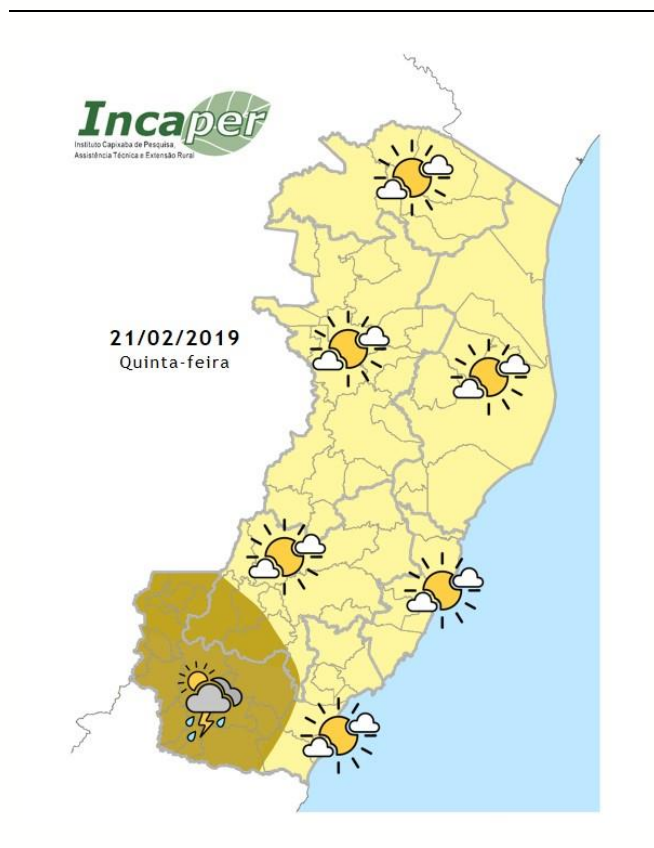 Incaper
Instituto Capixaba de Pesquisa,
Assistência Técnica e Extensão Rural
21/02/2019
Quinta-feira